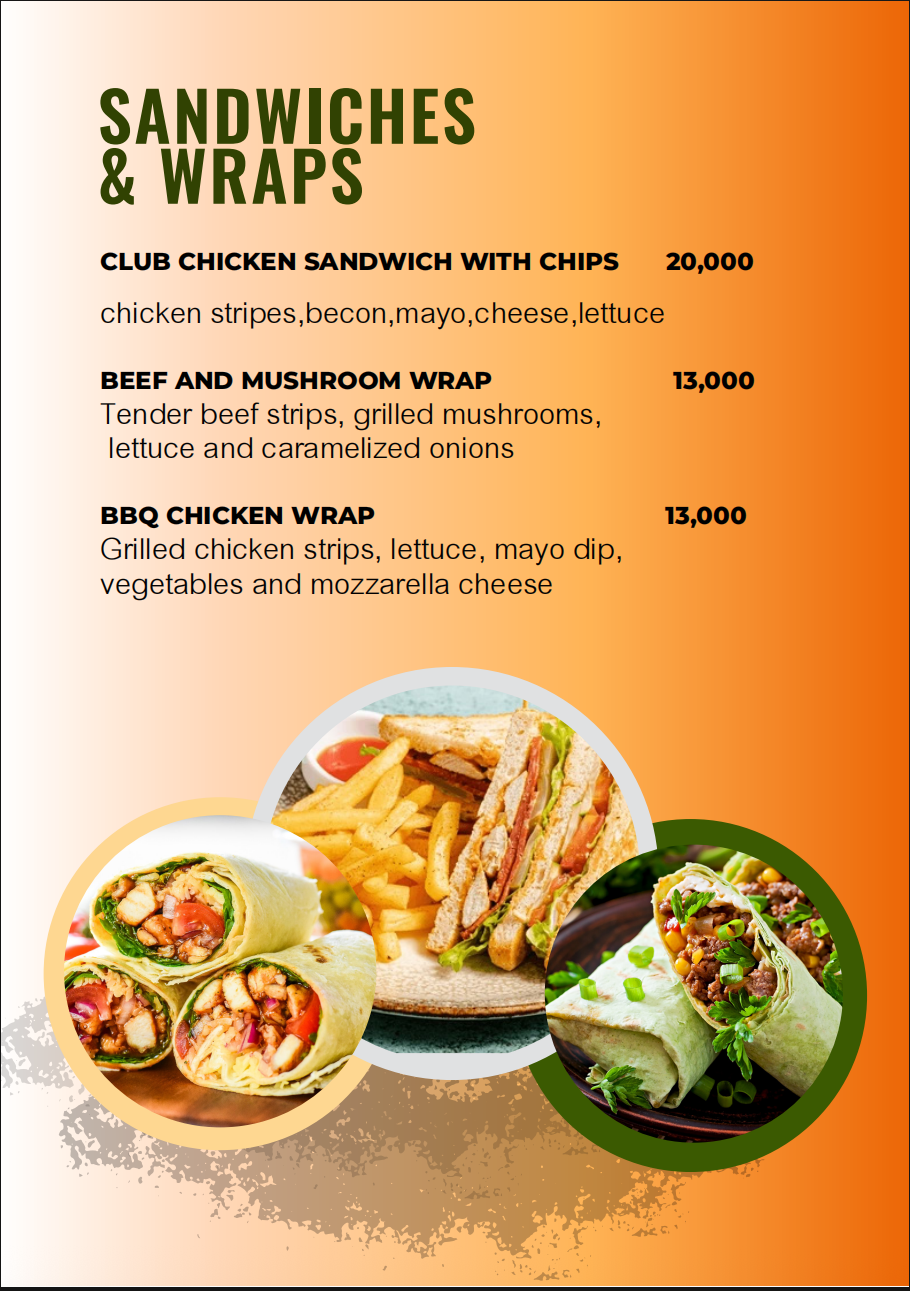 SANDWICHES
& WRAPS
CLUB CHICKEN SANDWICH WITH CHIPS 20,000
chicken stripes,becon,mayo,cheese,lettuce
BEEF AND MUSHROOM WRAP 13,000
Tender beef strips, grilled mushrooms,
lettuce and caramelized onions
BBQ CHICKEN WRAP 13,000
Grilled chicken strips, lettuce, mayo dip,
vegetables and mozzarella cheese